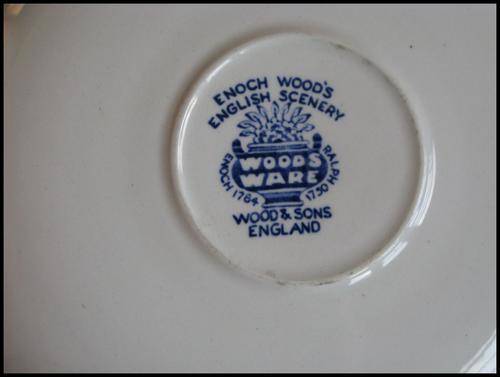 ENOCH WOOD'S
ENGLISH SCENERY
WOODS
WARE
ENOCH 1784
RALPH 1750
WOOD & SONS
ENGLAND